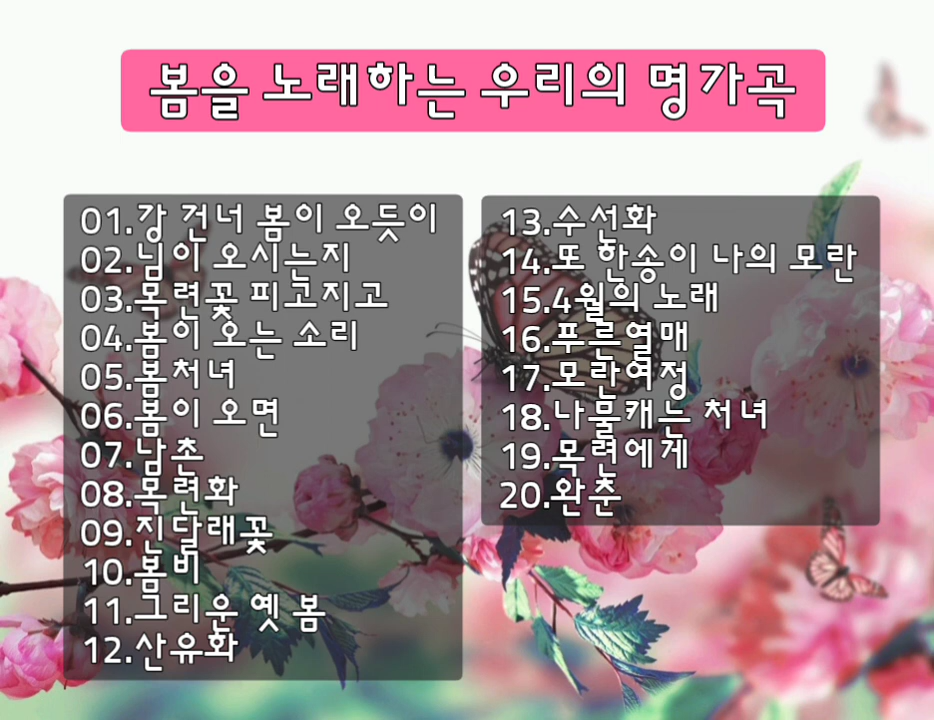 봄을 노래하는 우리의 명가곡
01.강 건너 봄이 오듯이
02.님이 오시는지
03.목련꽃 피고지고
04.봄이 오는 소리
05.봄처녀
06.봄이 오면
07.남촌
08.목련화
09.진달래꽃
10.봄비
11.그리운 옛 봄
12.산유화
13.수선화
14.또 한송이 나의 모란
15.4월의 노래
16.푸른열매
17.모란여정
18.나물캐는 처녀
19.목련에게
20.완춘